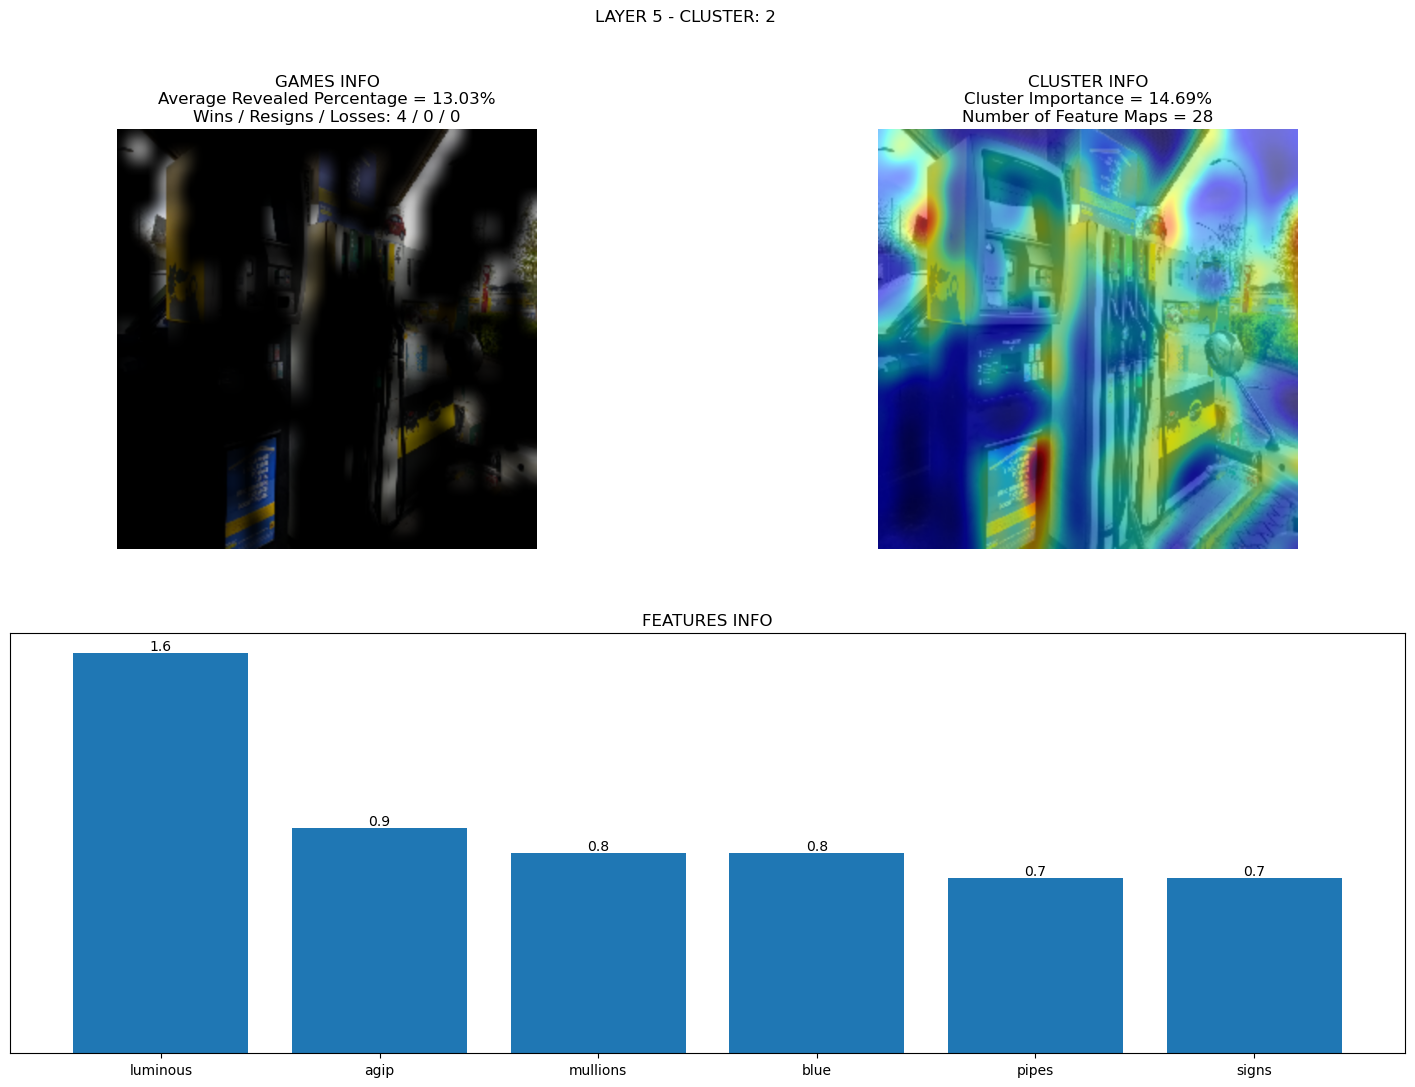 LAYER 5 - CLUSTER: 2
GAMES INFO
Average Revealed Percentage = 13.03%
Wins / Resigns / Losses: 4 / 0 / 0
CLUSTER INFO
Cluster Importance = 14.69%
Number of Feature Maps = 28
FEATURES INFO
1.6
0.9
0.8
0.8
0.7
0.7
luminous
agip
mullions
blue
pipes
signs